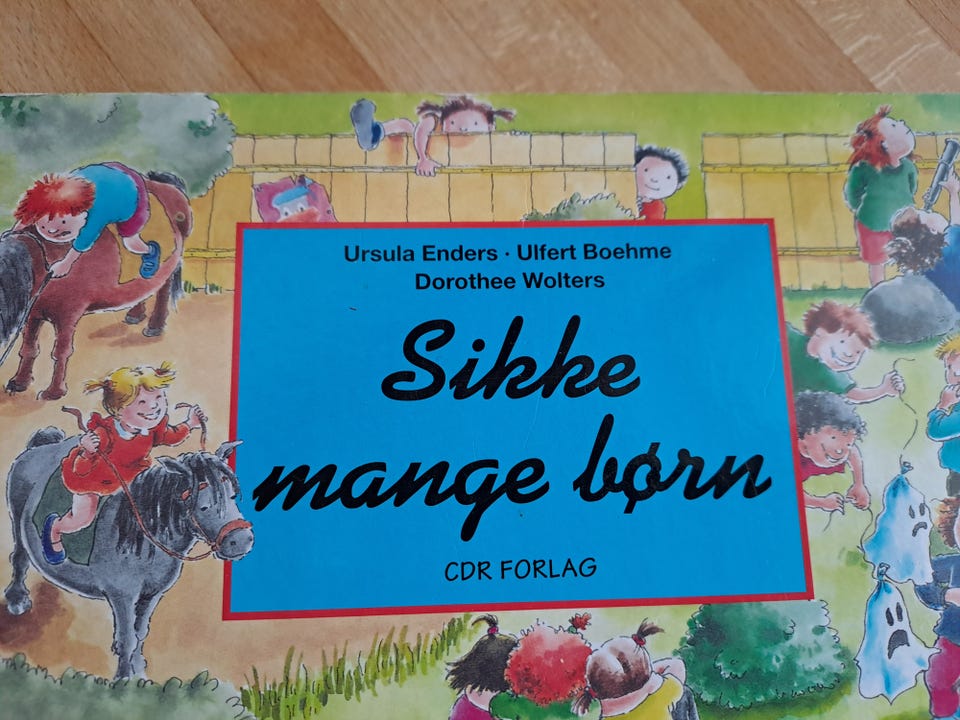 Ursula Enders · Ulfert Boehme
Dorothee Wolters
Sikke
mange børn
CDR FORLAG